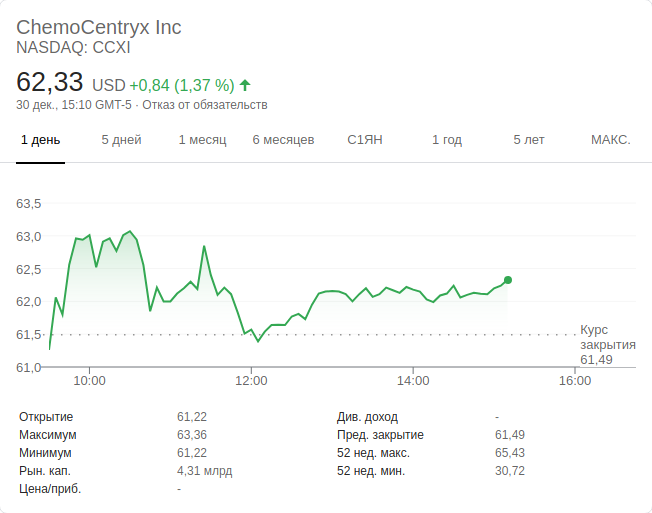 ChemoCentryx Inc
NASDAQ: CCXI
62,33 USD +0,84 (1,37 %)
30 дек., 15:10 GMT-5 · Отказ от обязательств
1 день 5 дней 1 месяц 6 месяцев С1ЯН 1 год 5 лет МАКС.
63,5
63,0
62,5
62,0
61,5
61,0
Курс
закрытия
61,49
10:00 12:00 14:00 16:00
Открытие 61,22 Див. доход -
Максимум 63,36 Пред. закрытие 61,49
Минимум 61,22 52 нед. макс. 65,43
Рын. кап. 4,31 млрд 52 нед. мин. 30,72
Цена/приб. -